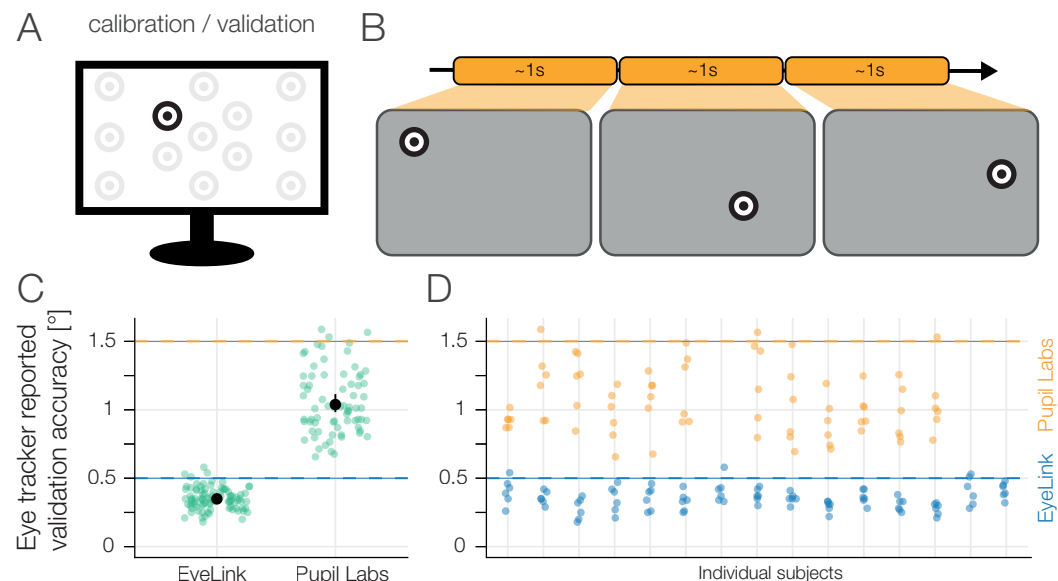 A
calibration / validation
B
~1s
~1s
~1s
C
Eye tracker reported
validation accuracy [°]
1.5
1
0.5
0
EyeLink
Pupil Labs
D
1.5
1
0.5
0
Individual subjects
Pupil Labs
EyeLink